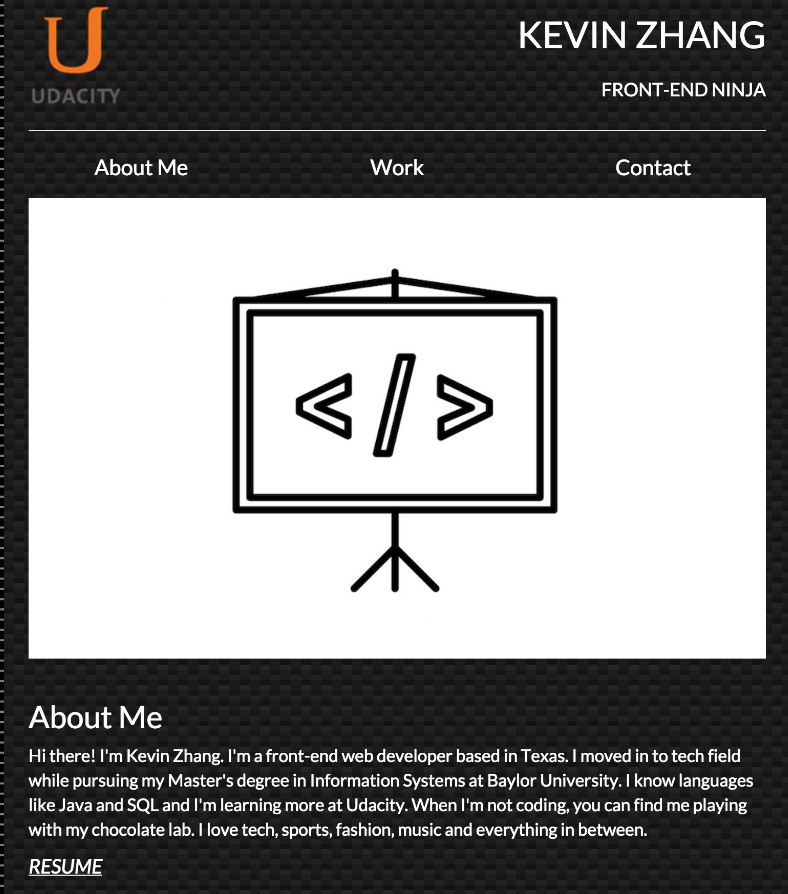 UDACITY
KEVIN ZHANG
FRONT-END NINJA
About Me
Work
Contact
</>
About Me
Hi there! I'm Kevin Zhang. I'm a front-end web developer based in Texas. I moved in to tech field
while pursuing my Master's degree in Information Systems at Baylor University. I know languages
like Java and SQL and I'm learning more at Udacity. When I'm not coding, you can find me playing
with my chocolate lab. I love tech, sports, fashion, music and everything in between.
RESUME